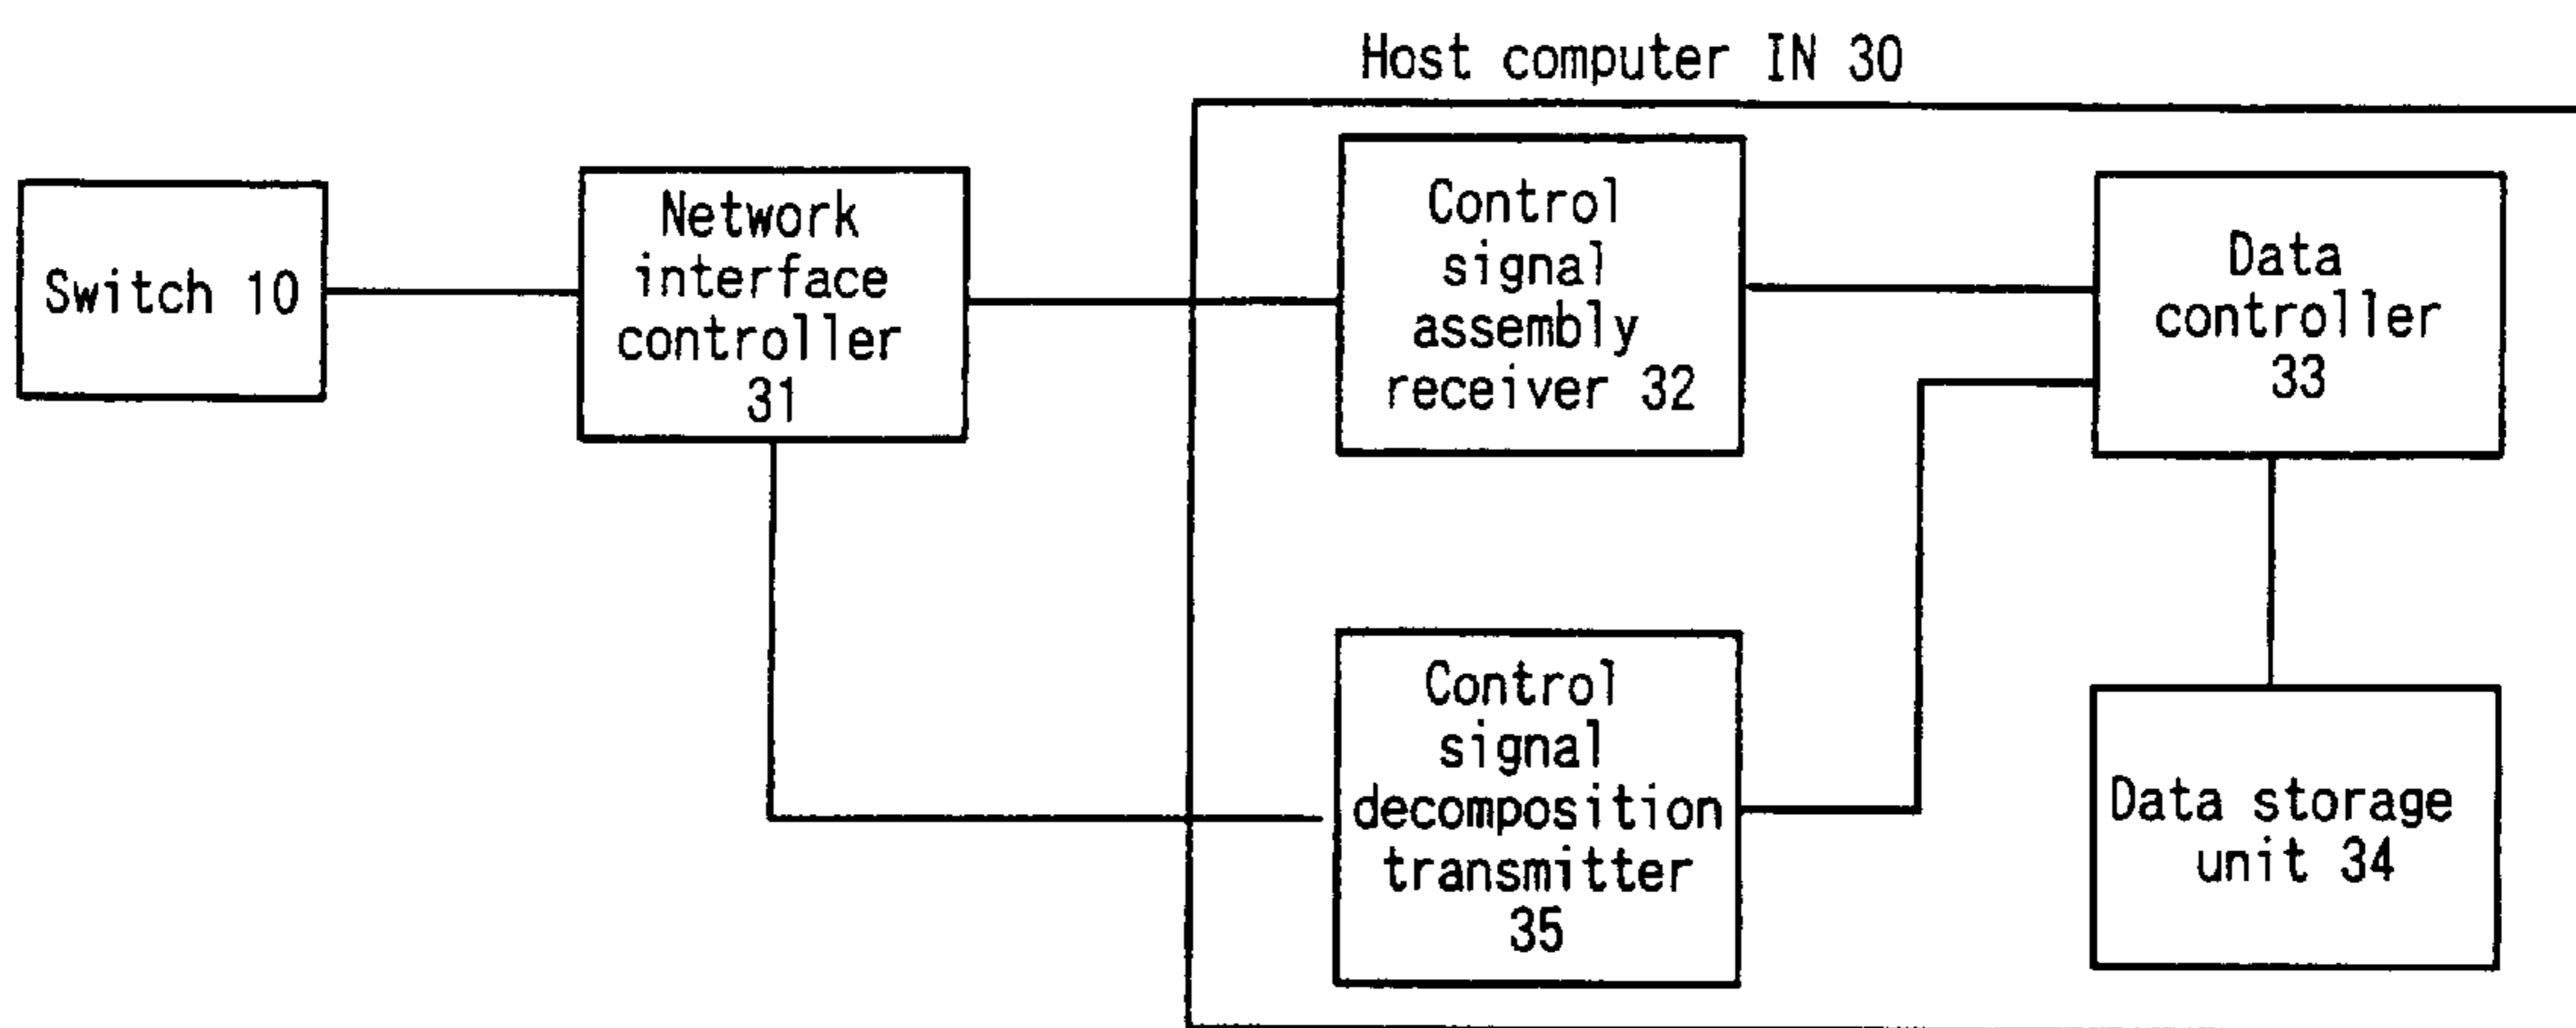 Host computer IN 30
Switch 10
Network
interface
controller
31
Control
signal
assembly
receiver 32
Data
controller
33
Control
signal
decomposition
transmitter
35
Data storage
unit 34